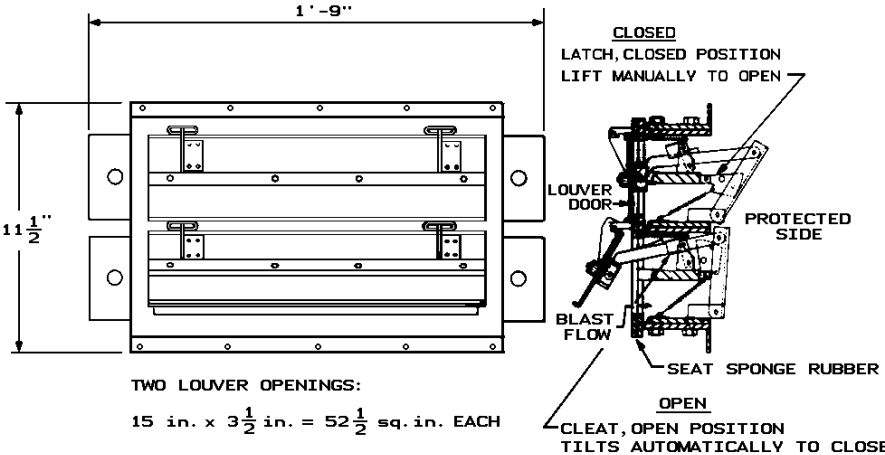 1'-9"
CLOSED
LATCH, CLOSED POSITION
LIFT MANUALLY TO OPEN
11 1/2"
LOUVER
DOOR
PROTECTED
SIDE
BLAST
FLOW
SEAT SPONGE RUBBER
TWO LOUVER OPENINGS:
15 in. x 3 1/2 in. = 52 1/2 sq. in. EACH
OPEN
CLEAT, OPEN POSITION
TILTS AUTOMATICALLY TO CLOSE